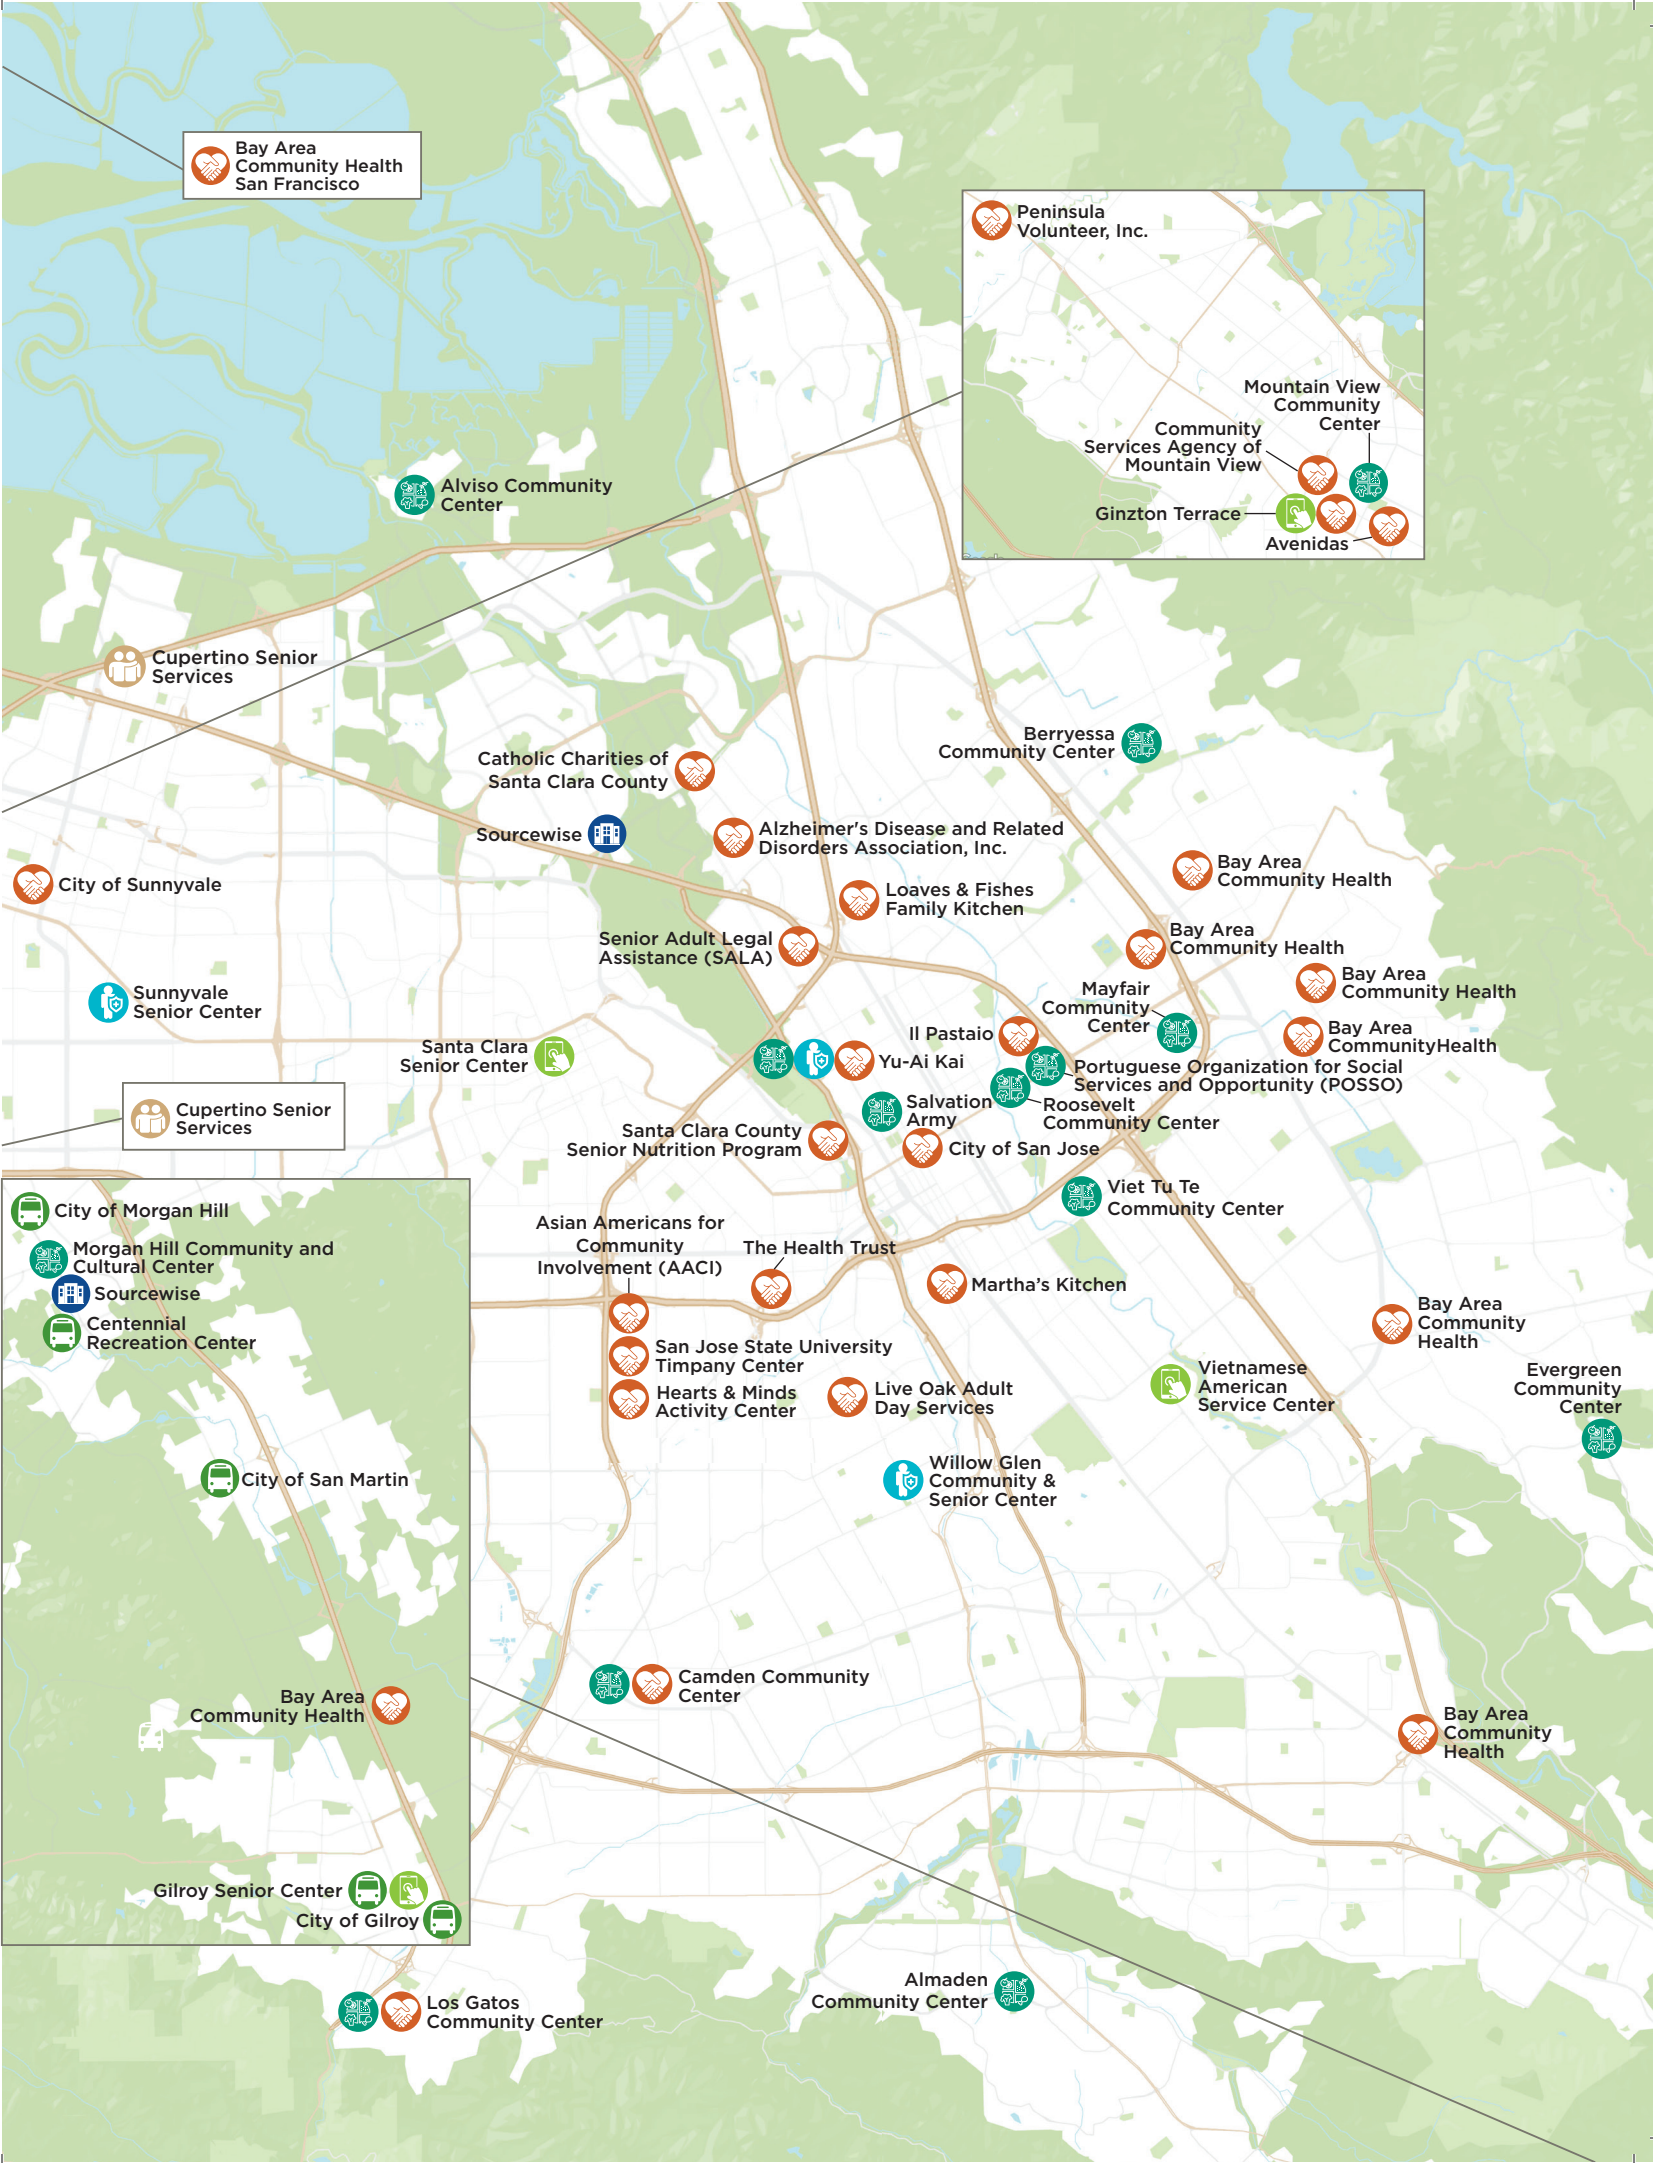 Bay Area
Community Health
San Francisco
Peninsula
Volunteer, Inc.
Mountain View
Community
Center
Community
Services Agency of
Mountain View
Ginzton Terrace
Avenidas
Alviso Community
Center
Cupertino Senior
Services
Berryessa
Community Center
Catholic Charities of
Santa Clara County
Sourcewise
Alzheimer's Disease and Related
Disorders Association, Inc.
Bay Area
Community Health
City of Sunnyvale
Loaves & Fishes
Family Kitchen
Senior Adult Legal
Assistance (SALA)
Bay Area
Community Health
Bay Area
Community Health
Sunnyvale
Senior Center
Mayfair
Community
Center
Il Pastaio
Bay Area
CommunityHealth
Santa Clara
Senior Center
Yu-Ai Kai
Portuguese Organization for Social
Services and Opportunity (POSSO)
Roosevelt
Community Center
Salvation
Army
Cupertino Senior
Services
Santa Clara County
Senior Nutrition Program
City of San Jose
Viet Tu Te
Community Center
City of Morgan Hill
Morgan Hill Community and
Cultural Center
Sourcewise
Centennial
Recreation Center
Asian Americans for
Community
Involvement (AACI)
The Health Trust
Martha’s Kitchen
Bay Area
Community
Health
San Jose State University
Timpany Center
Hearts & Minds
Activity Center
Live Oak Adult
Day Services
Vietnamese
American
Service Center
Evergreen
Community
Center
Willow Glen
Community &
Senior Center
City of San Martin
Camden Community
Center
Bay Area
Community Health
Bay Area
Community
Health
Gilroy Senior Center
City of Gilroy
Almaden
Community Center
Los Gatos
Community Center